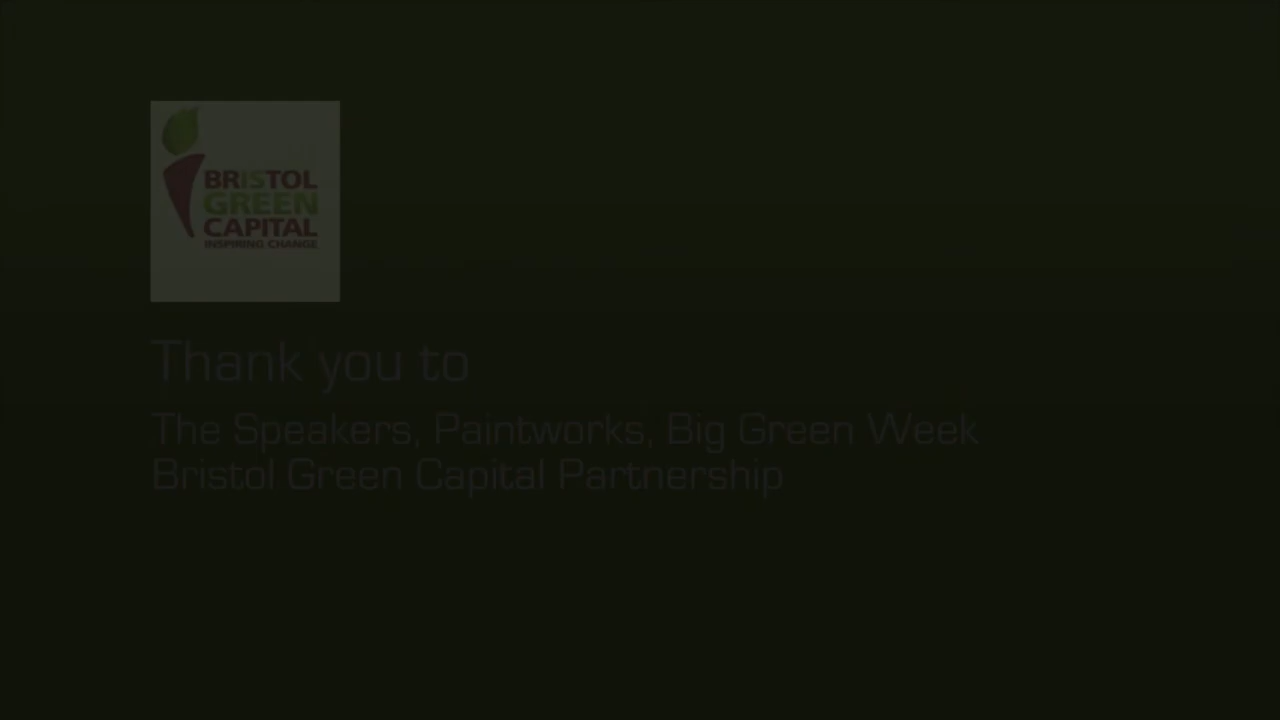 BRISTOL
GREEN
CAPITAL
INSPIRING CHANGE
Thank you to
The Speakers, Paintworks, Big Green Week
Bristol Green Capital Partnership